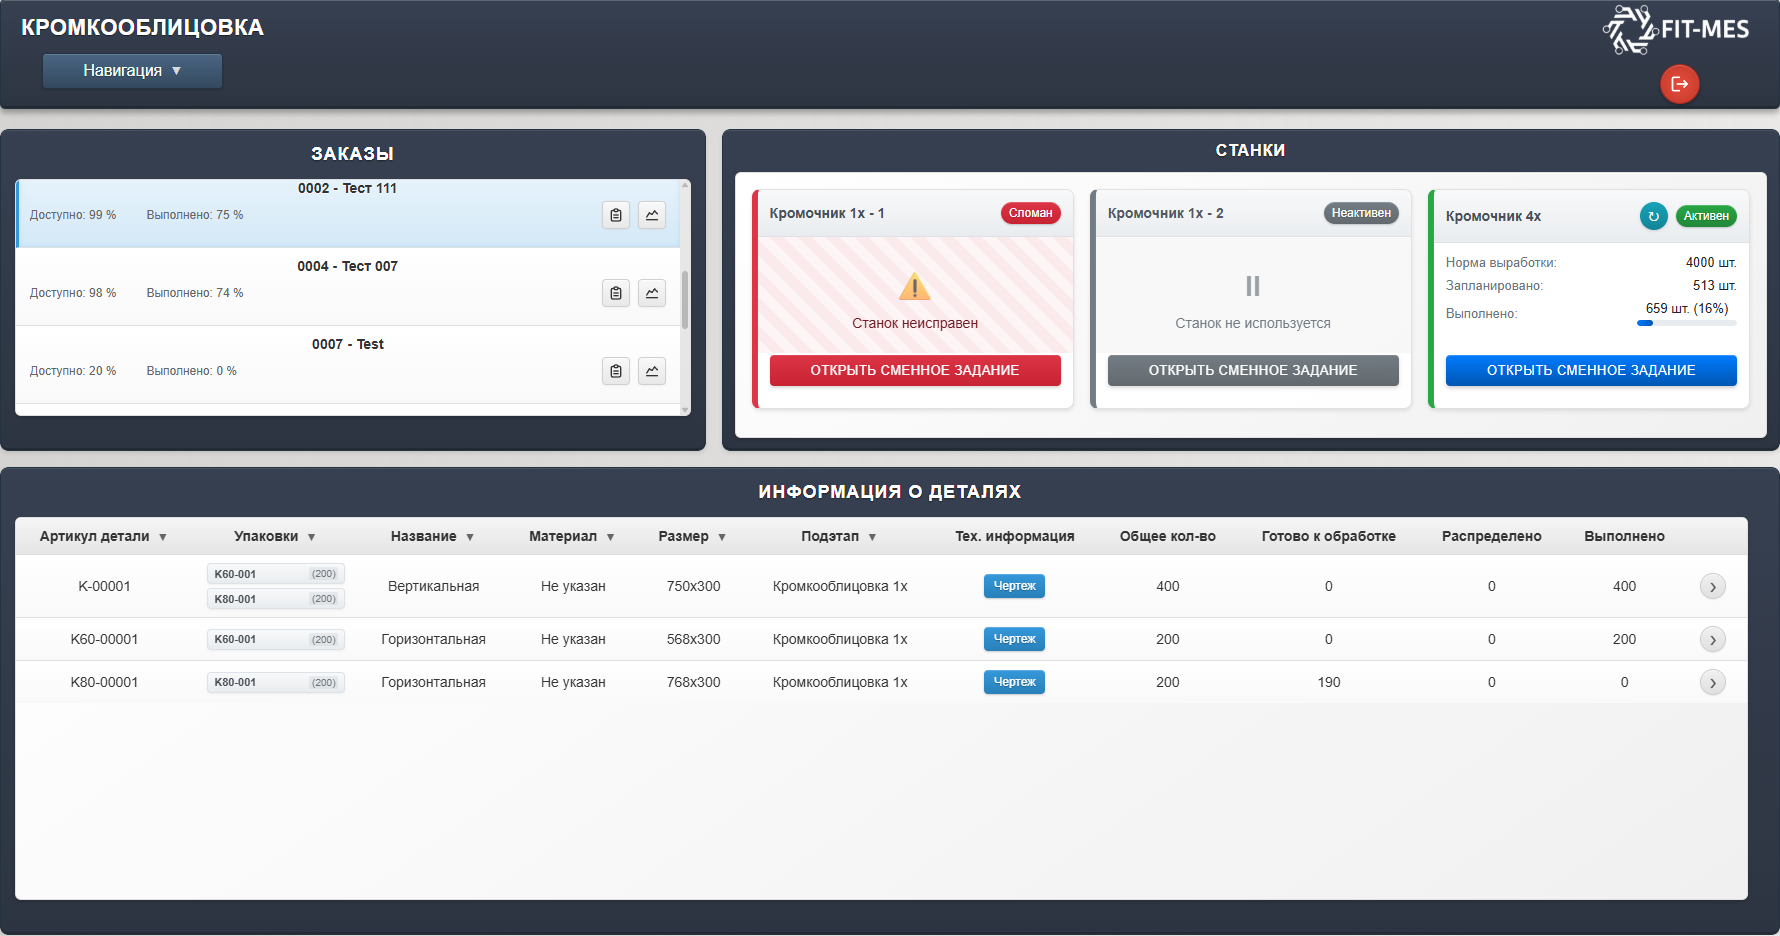 КРОМКООБЛИЦОВКА
FIT-MES
Навигация ▼
ЗАКАЗЫ
0002 - Тест 111
Доступно: 99 % Выполнено: 75 %
0004 - Тест 007
Доступно: 98 % Выполнено: 74 %
0007 - Test
Доступно: 20 % Выполнено: 0 %
СТАНКИ
Кромочник 1х - 1 Сломан
Станок неисправен
ОТКРЫТЬ СМЕННОЕ ЗАДАНИЕ
Кромочник 1х - 2 Неактивен
Станок не используется
ОТКРЫТЬ СМЕННОЕ ЗАДАНИЕ
Кромочник 4х ↻ Активен
Норма выработки: 4000 шт.
Запланировано: 513 шт.
Выполнено: 659 шт. (16%)
ОТКРЫТЬ СМЕННОЕ ЗАДАНИЕ
ИНФОРМАЦИЯ О ДЕТАЛЯХ
Артикул детали ▼ Упаковки ▼ Название ▼ Материал ▼ Размер ▼ Подэтап ▼ Тех. информация Общее кол-во Готово к обработке Распределено Выполнено
K-00001 K60-001 (200) K80-001 (200) Вертикальная Не указан 750x300 Кромкооблицовка 1х Чертеж 400 0 0 400
K60-00001 K60-001 (200) Горизонтальная Не указан 568x300 Кромкооблицовка 1х Чертеж 200 0 0 200
K80-00001 K80-001 (200) Горизонтальная Не указан 768x300 Кромкооблицовка 1х Чертеж 200 190 0 0